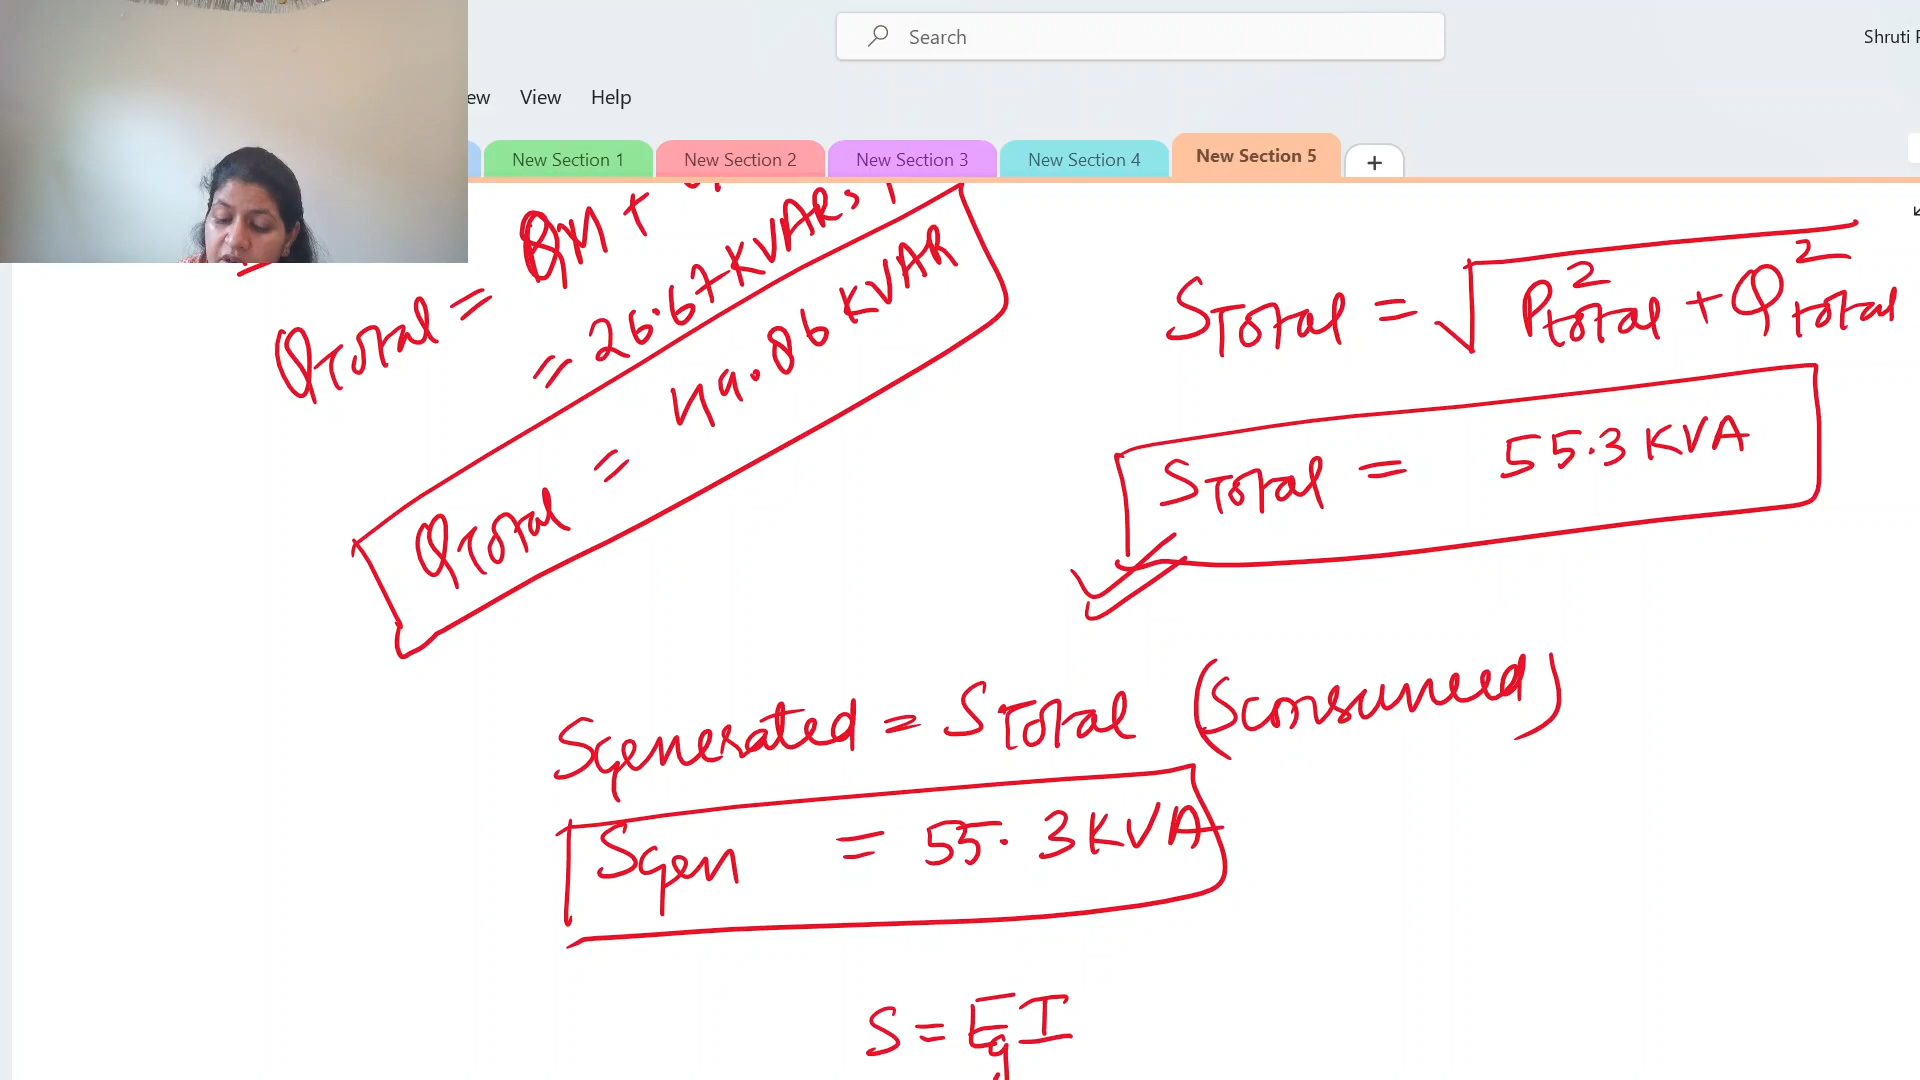 Search
Shruti
ew View Help
New Section 1 New Section 2 New Section 3 New Section 4 New Section 5 +
QTotal = QM +
= 26.67 KVARs +
QTotal = 49.86 KVAR
STotal = √ P²total + Q²total
STotal = 55.3 KVA
Sgenerated = STotal (Sconsumed)
Sgen = 55.3 KVA
S = EgI